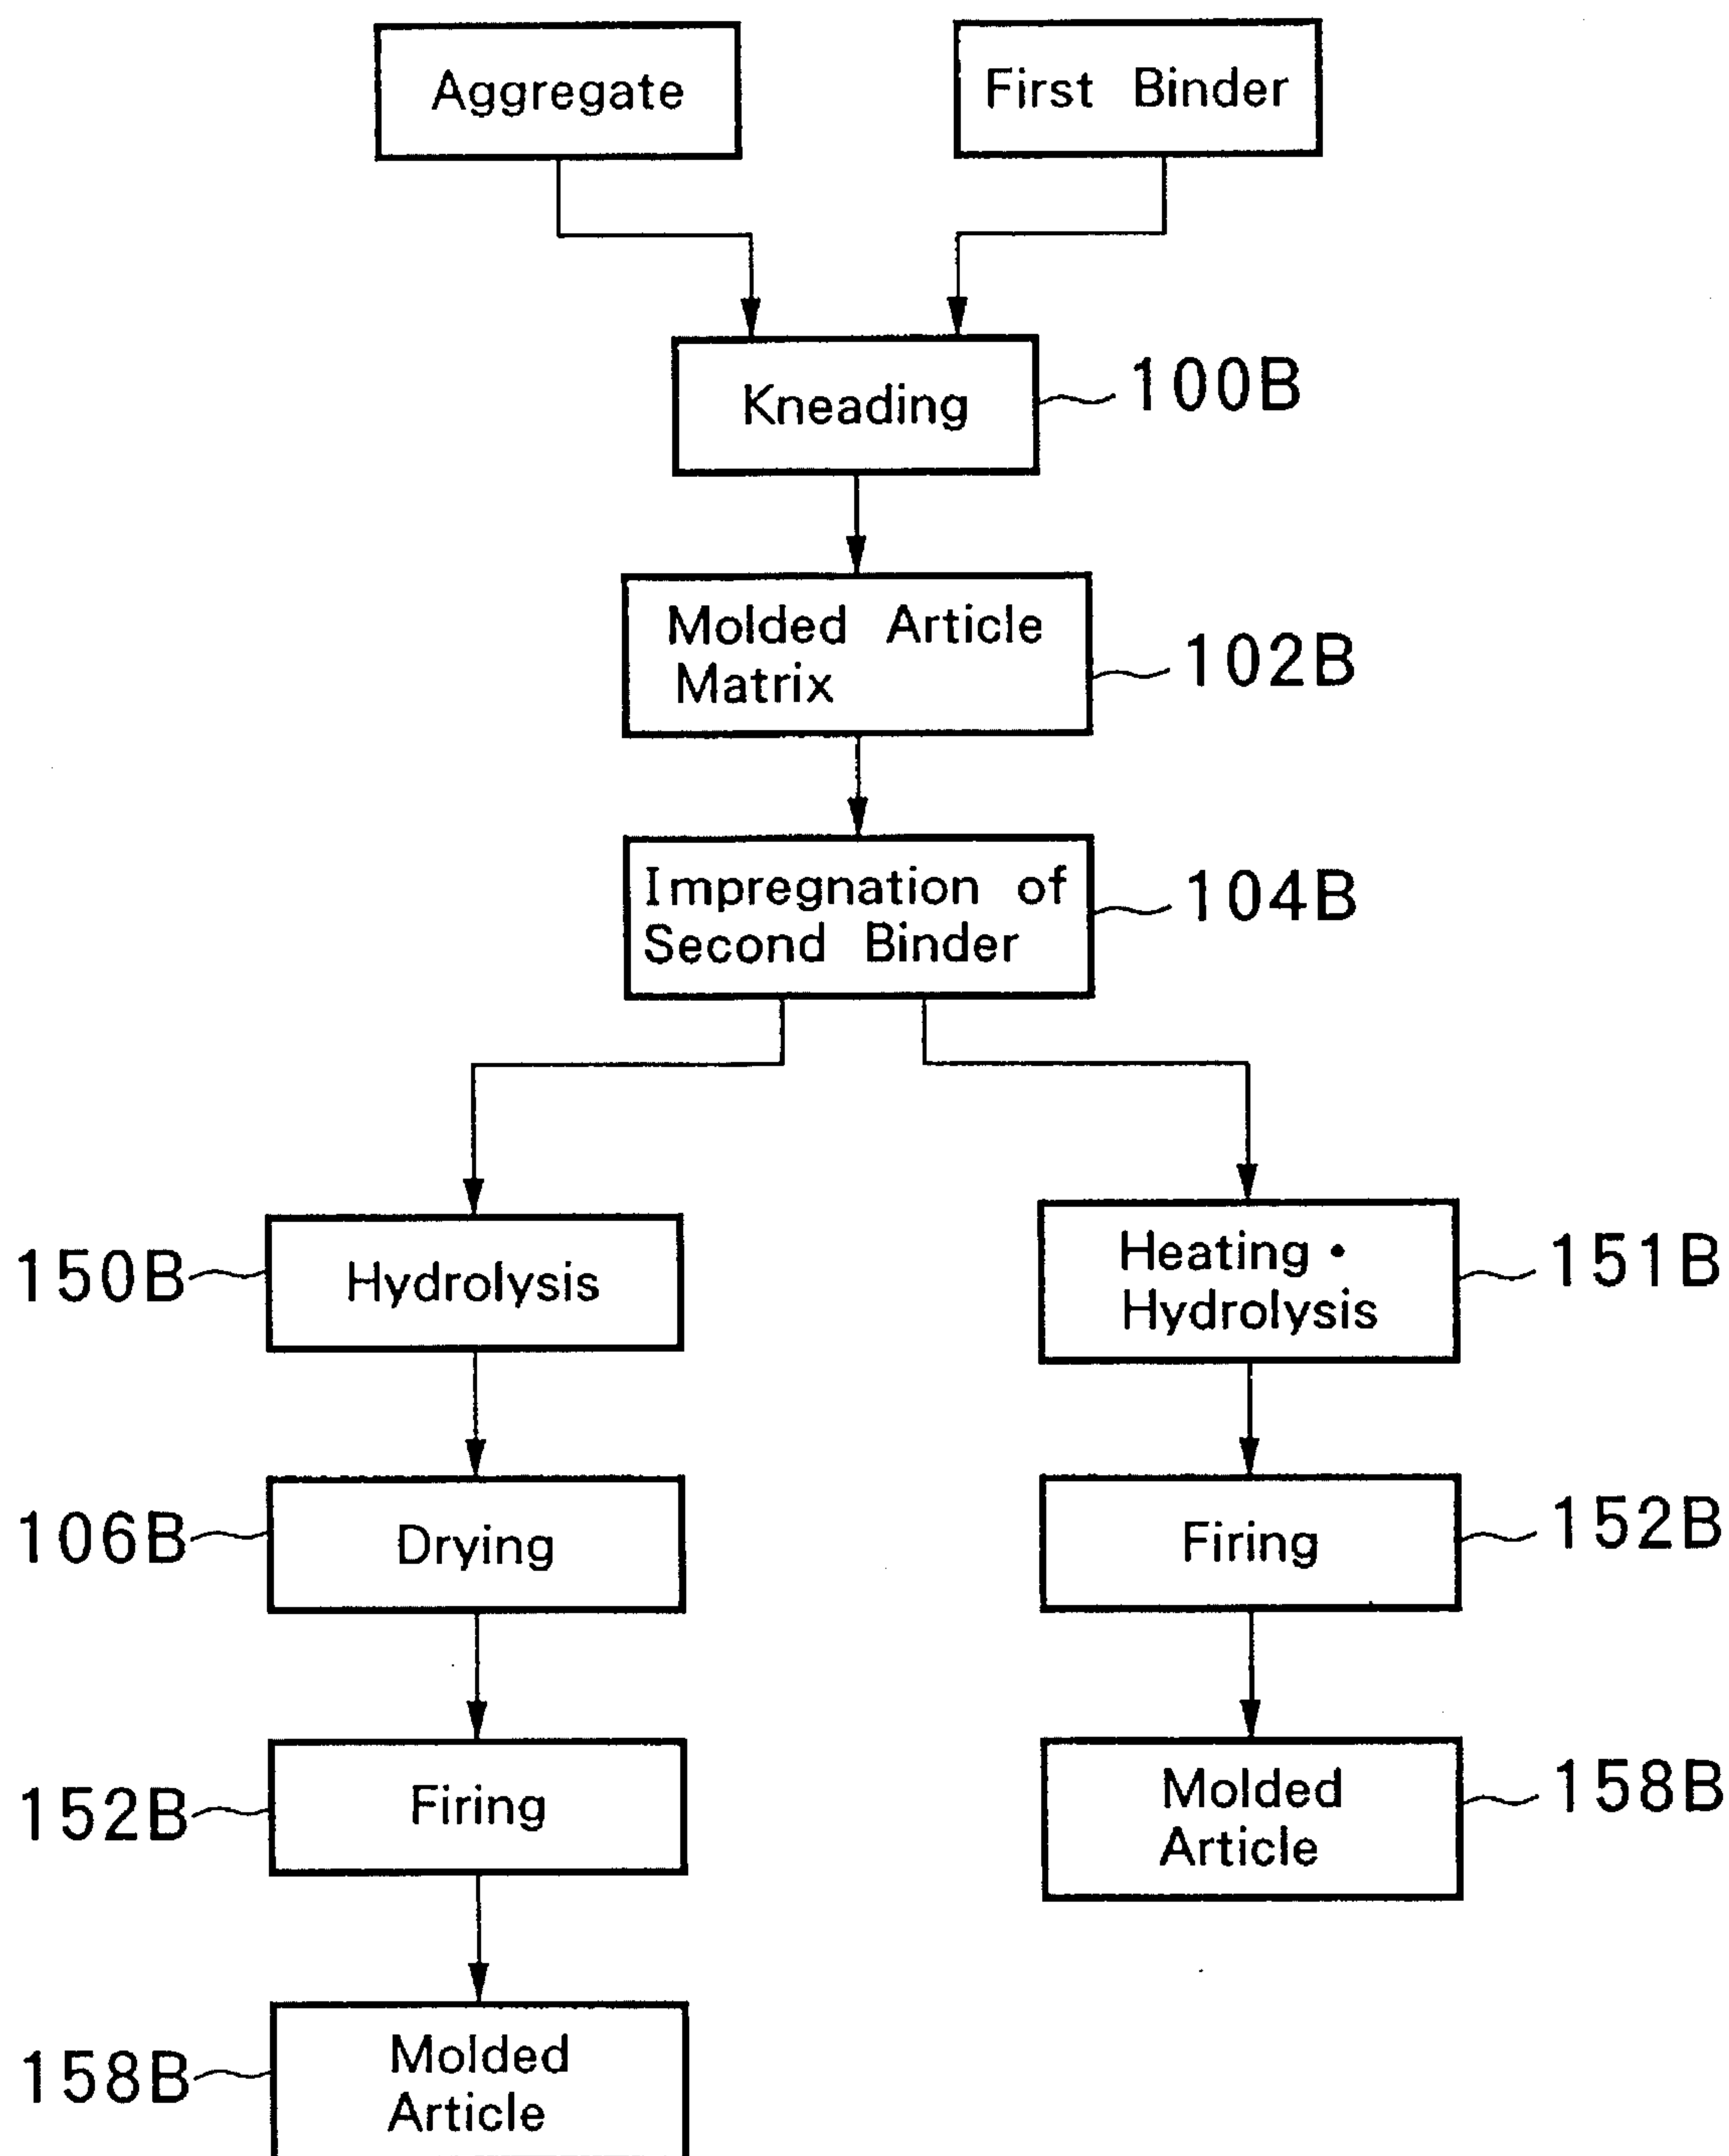 Aggregate
First Binder
Kneading
100B
Molded Article
Matrix
102B
Impregnation of
Second Binder
104B
150B
Hydrolysis
Heating・
Hydrolysis
151B
106B
Drying
Firing
152B
152B
Firing
Molded
Article
158B
158B
Molded
Article